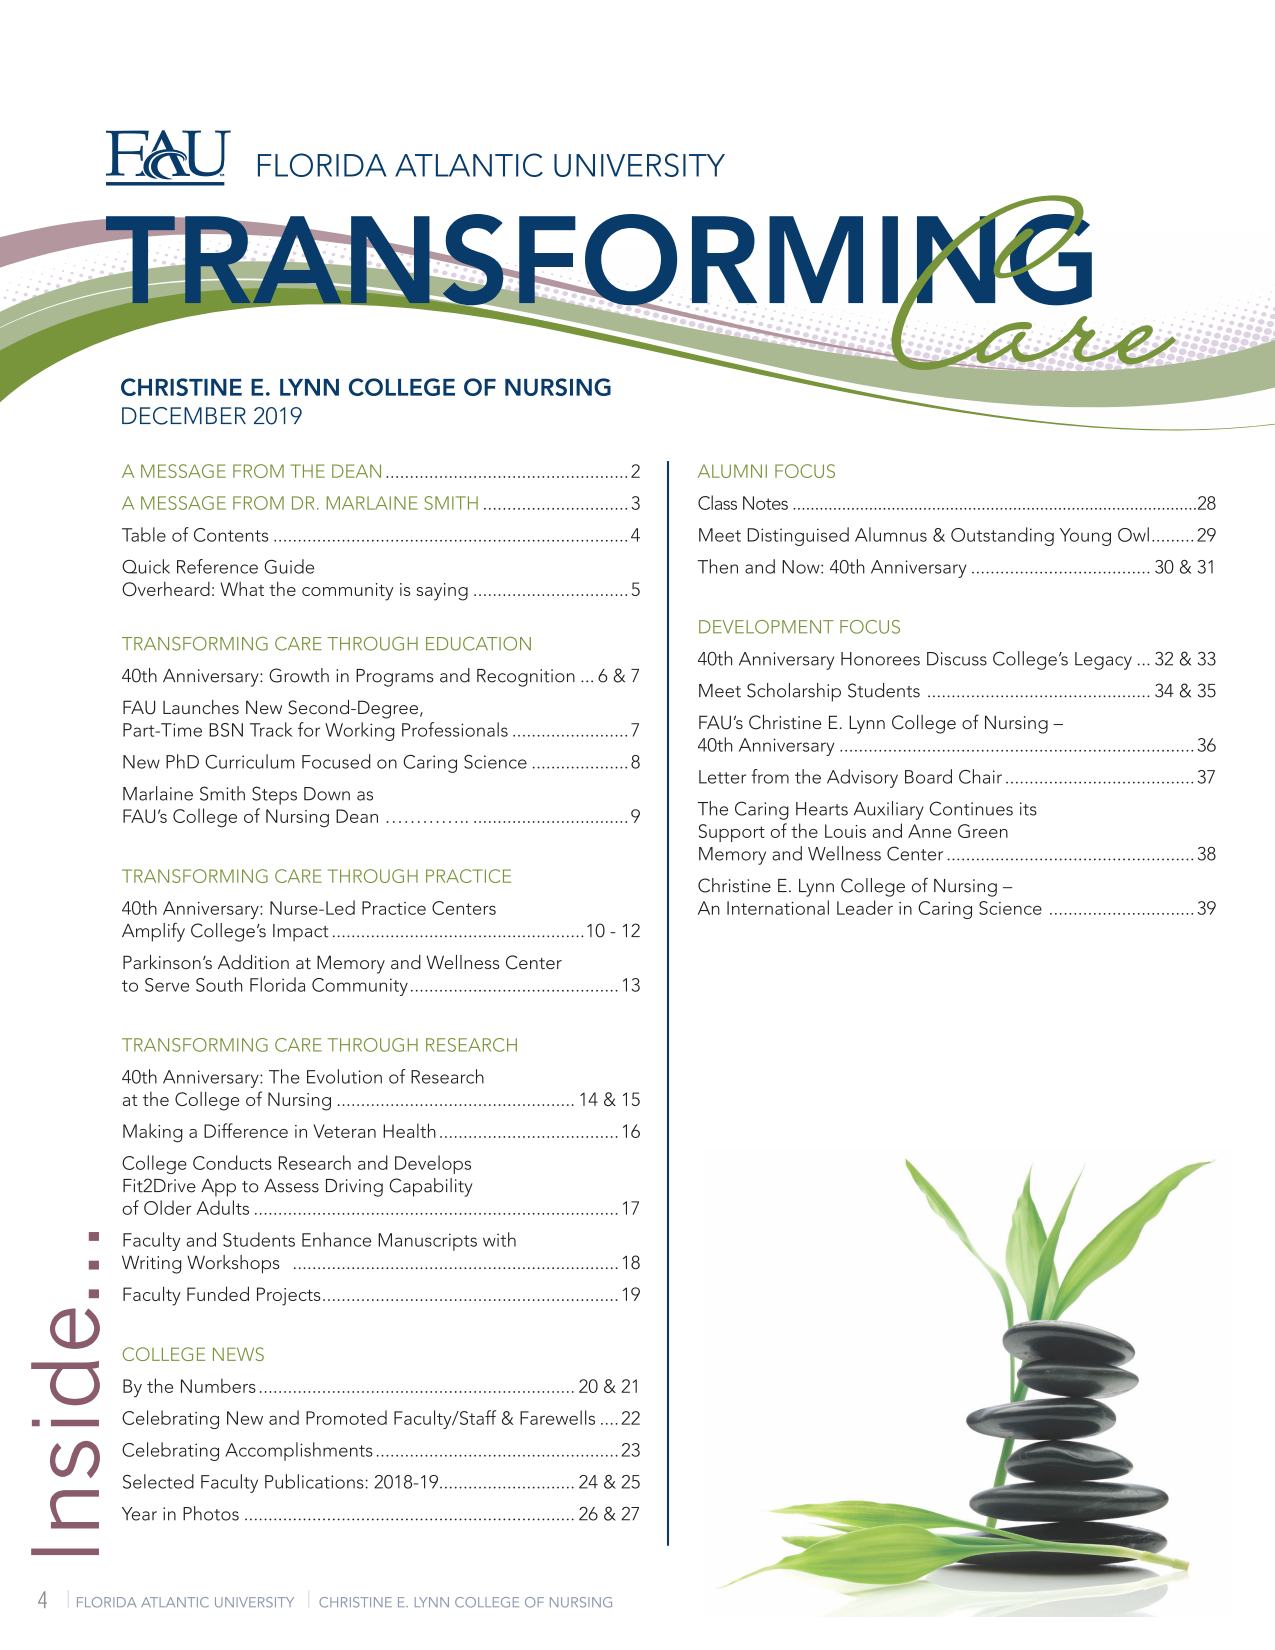 FAU FLORIDA ATLANTIC UNIVERSITY
TRANSFORMING
Care
CHRISTINE E. LYNN COLLEGE OF NURSING
DECEMBER 2019
A MESSAGE FROM THE DEAN..................................................2
A MESSAGE FROM DR. MARLAINE SMITH..............................3
Table of Contents.........................................................................4
Quick Reference Guide
Overheard: What the community is saying................................5
TRANSFORMING CARE THROUGH EDUCATION
40th Anniversary: Growth in Programs and Recognition...6 & 7
FAU Launches New Second-Degree,
Part-Time BSN Track for Working Professionals........................7
New PhD Curriculum Focused on Caring Science....................8
Marlaine Smith Steps Down as
FAU's College of Nursing Dean ………….. ................................9
TRANSFORMING CARE THROUGH PRACTICE
40th Anniversary: Nurse-Led Practice Centers
Amplify College's Impact....................................................10 - 12
Parkinson's Addition at Memory and Wellness Center
to Serve South Florida Community...........................................13
TRANSFORMING CARE THROUGH RESEARCH
40th Anniversary: The Evolution of Research
at the College of Nursing................................................. 14 & 15
Making a Difference in Veteran Health.....................................16
College Conducts Research and Develops
Fit2Drive App to Assess Driving Capability
of Older Adults...........................................................................17
Faculty and Students Enhance Manuscripts with
Writing Workshops ...................................................................18
Faculty Funded Projects.............................................................19
COLLEGE NEWS
By the Numbers................................................................. 20 & 21
Celebrating New and Promoted Faculty/Staff & Farewells ....22
Celebrating Accomplishments..................................................23
Selected Faculty Publications: 2018-19............................ 24 & 25
Year in Photos .................................................................... 26 & 27
ALUMNI FOCUS
Class Notes..........................................................................................28
Meet Distinguised Alumnus & Outstanding Young Owl.........29
Then and Now: 40th Anniversary..................................... 30 & 31
DEVELOPMENT FOCUS
40th Anniversary Honorees Discuss College's Legacy... 32 & 33
Meet Scholarship Students .............................................. 34 & 35
FAU's Christine E. Lynn College of Nursing –
40th Anniversary.........................................................................36
Letter from the Advisory Board Chair.......................................37
The Caring Hearts Auxiliary Continues its
Support of the Louis and Anne Green
Memory and Wellness Center...................................................38
Christine E. Lynn College of Nursing –
An International Leader in Caring Science ..............................39
Inside...
4 | FLORIDA ATLANTIC UNIVERSITY | CHRISTINE E. LYNN COLLEGE OF NURSING